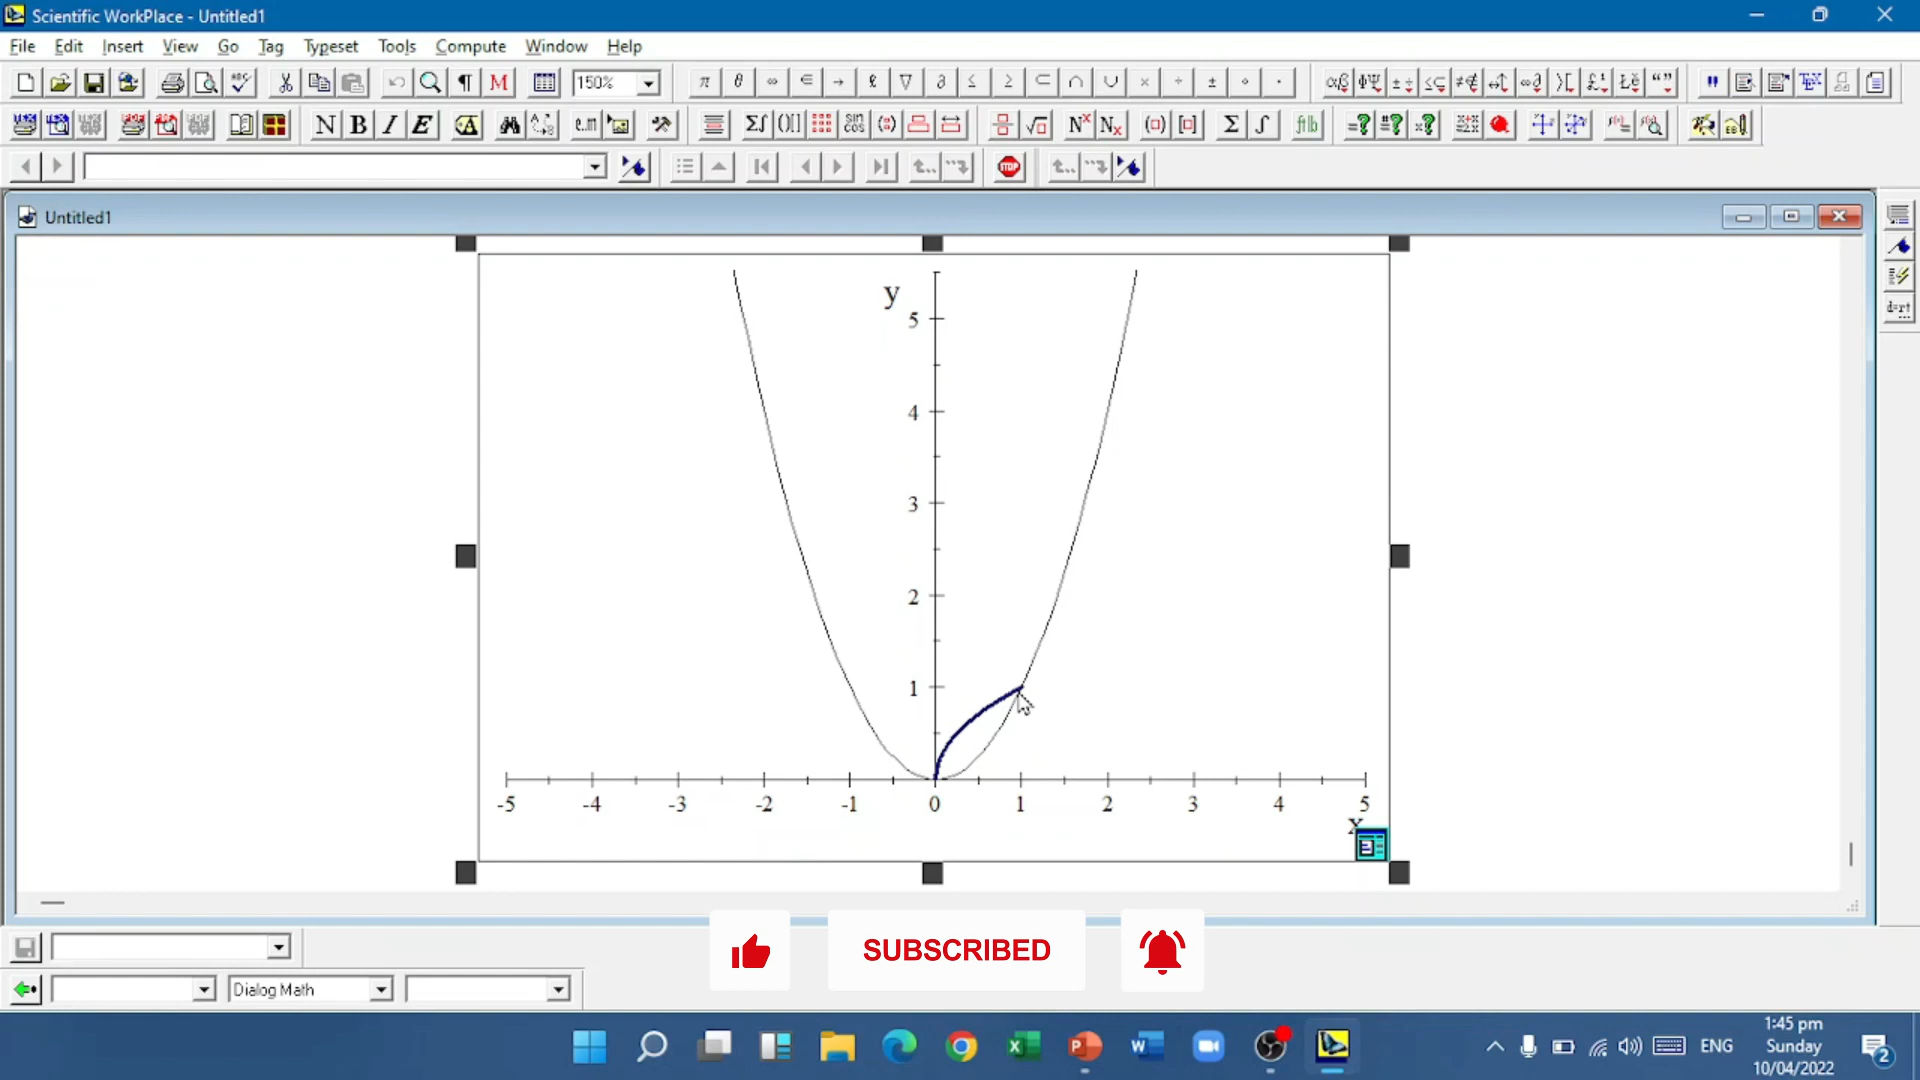 Scientific WorkPlace - Untitled1
File Edit Insert View Go Tag Typeset Tools Compute Window Help
150%
N B I E
STOP
Untitled1
y
5
4
3
2
1
-5 -4 -3 -2 -1 0 1 2 3 4 5
x
SUBSCRIBED
Dialog Math
ENG
1:45 pm
Sunday
10/04/2022
2